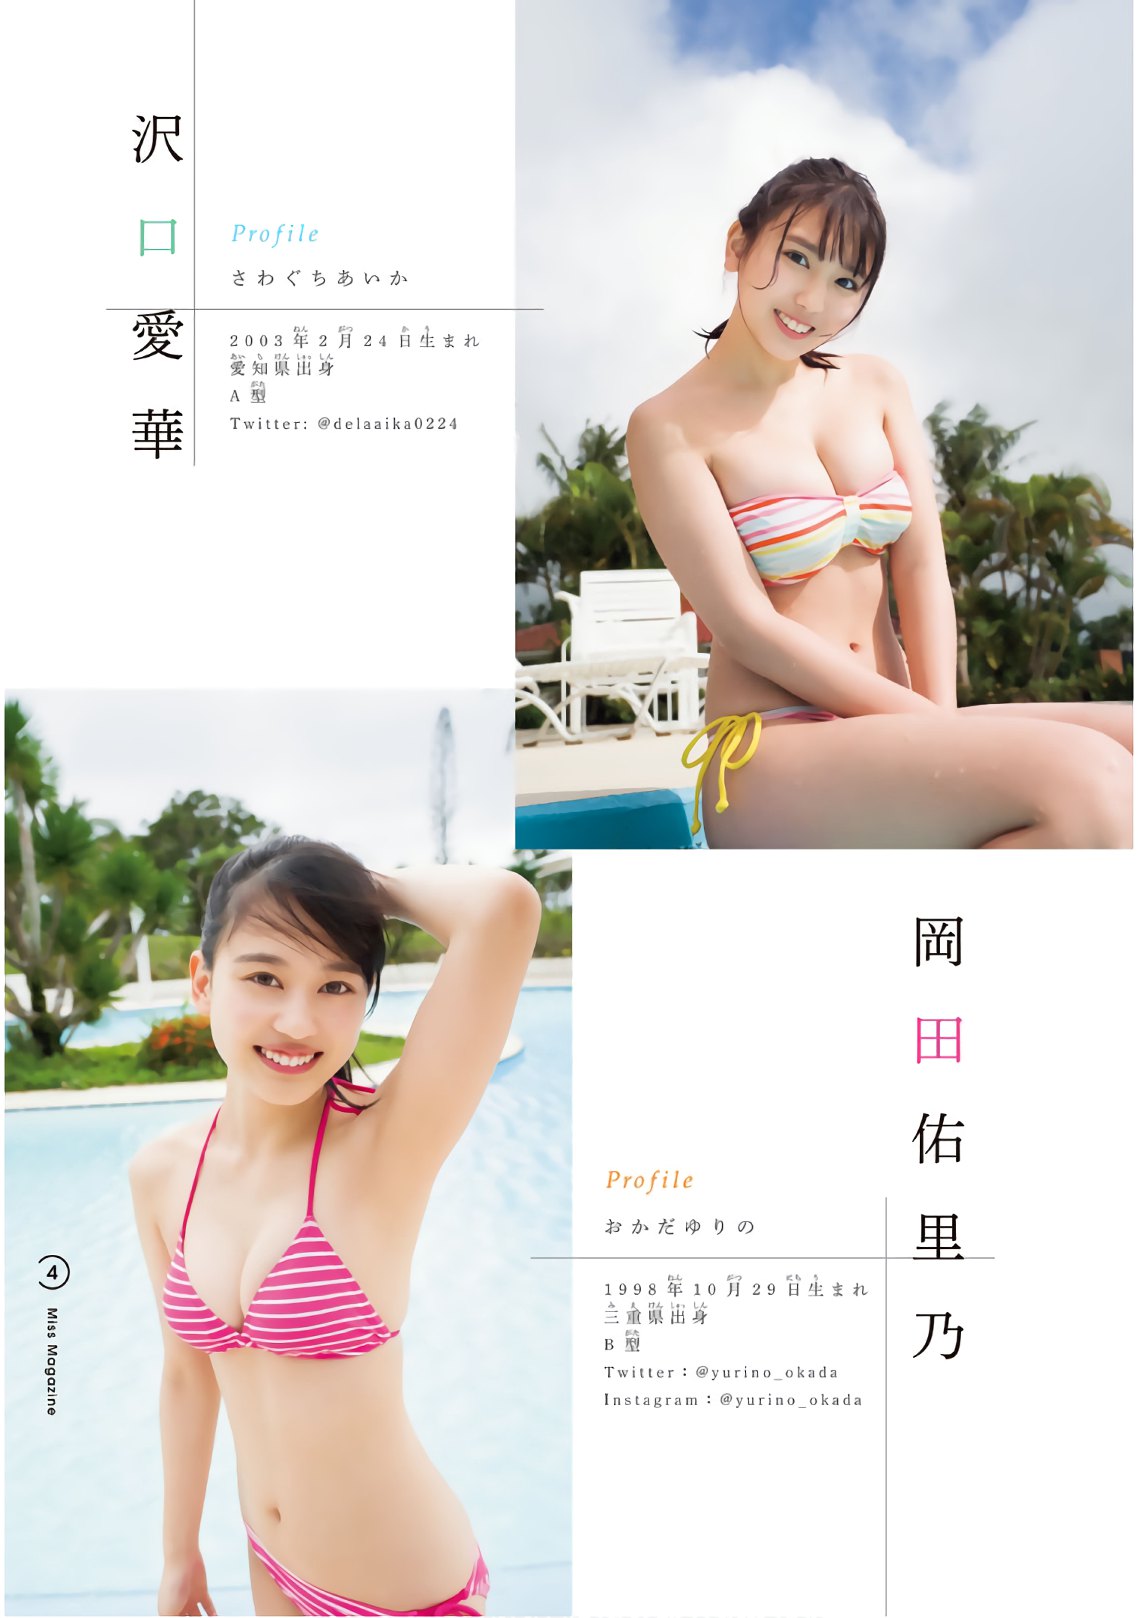 沢口愛華
Profile
さわぐちあいか
2003年2月24日生まれ
愛知県出身
A型
Twitter: @delaaika0224
岡田佑里乃
Profile
おかだゆりの
1998年10月29日生まれ
三重県出身
B型
Twitter：@yurino_okada
Instagram：@yurino_okada
4
Miss Magazine